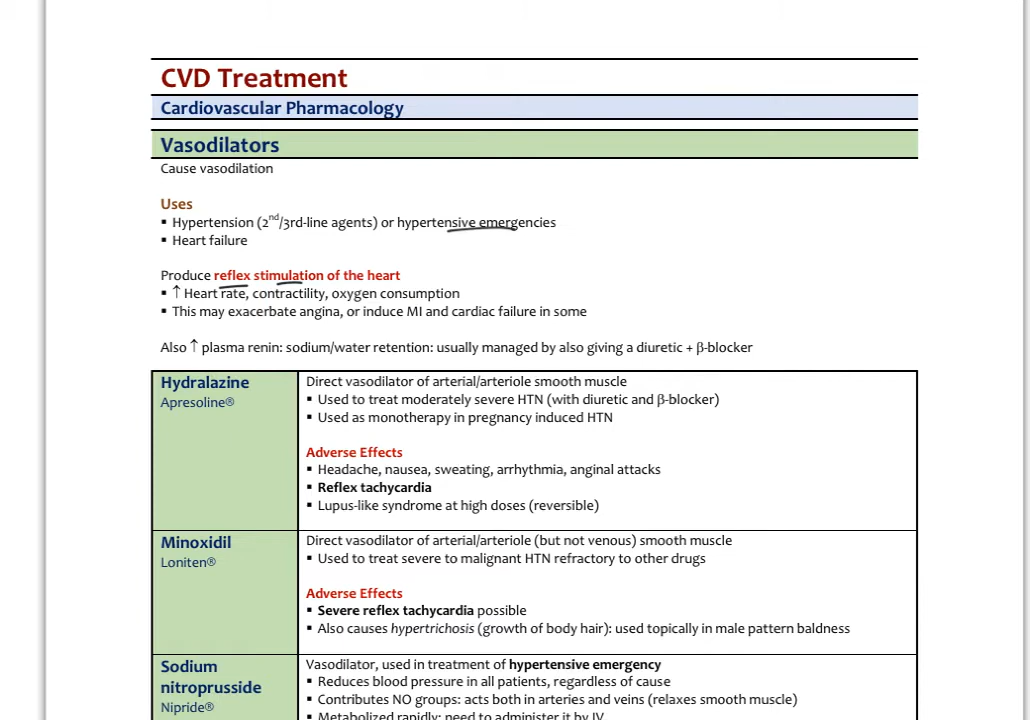 CVD Treatment
Cardiovascular Pharmacology
Vasodilators
Cause vasodilation
Uses
▪ Hypertension (2nd/3rd-line agents) or hypertensive emergencies
▪ Heart failure
Produce reflex stimulation of the heart
▪ ↑ Heart rate, contractility, oxygen consumption
▪ This may exacerbate angina, or induce MI and cardiac failure in some
Also ↑ plasma renin: sodium/water retention: usually managed by also giving a diuretic + β-blocker
Hydralazine
Apresoline®
Direct vasodilator of arterial/arteriole smooth muscle
▪ Used to treat moderately severe HTN (with diuretic and β-blocker)
▪ Used as monotherapy in pregnancy induced HTN
Adverse Effects
▪ Headache, nausea, sweating, arrhythmia, anginal attacks
▪ Reflex tachycardia
▪ Lupus-like syndrome at high doses (reversible)
Minoxidil
Loniten®
Direct vasodilator of arterial/arteriole (but not venous) smooth muscle
▪ Used to treat severe to malignant HTN refractory to other drugs
Adverse Effects
▪ Severe reflex tachycardia possible
▪ Also causes hypertrichosis (growth of body hair): used topically in male pattern baldness
Sodium
nitroprusside
Nipride®
Vasodilator, used in treatment of hypertensive emergency
▪ Reduces blood pressure in all patients, regardless of cause
▪ Contributes NO groups: acts both in arteries and veins (relaxes smooth muscle)
▪ Metabolized rapidly: need to administer it by IV